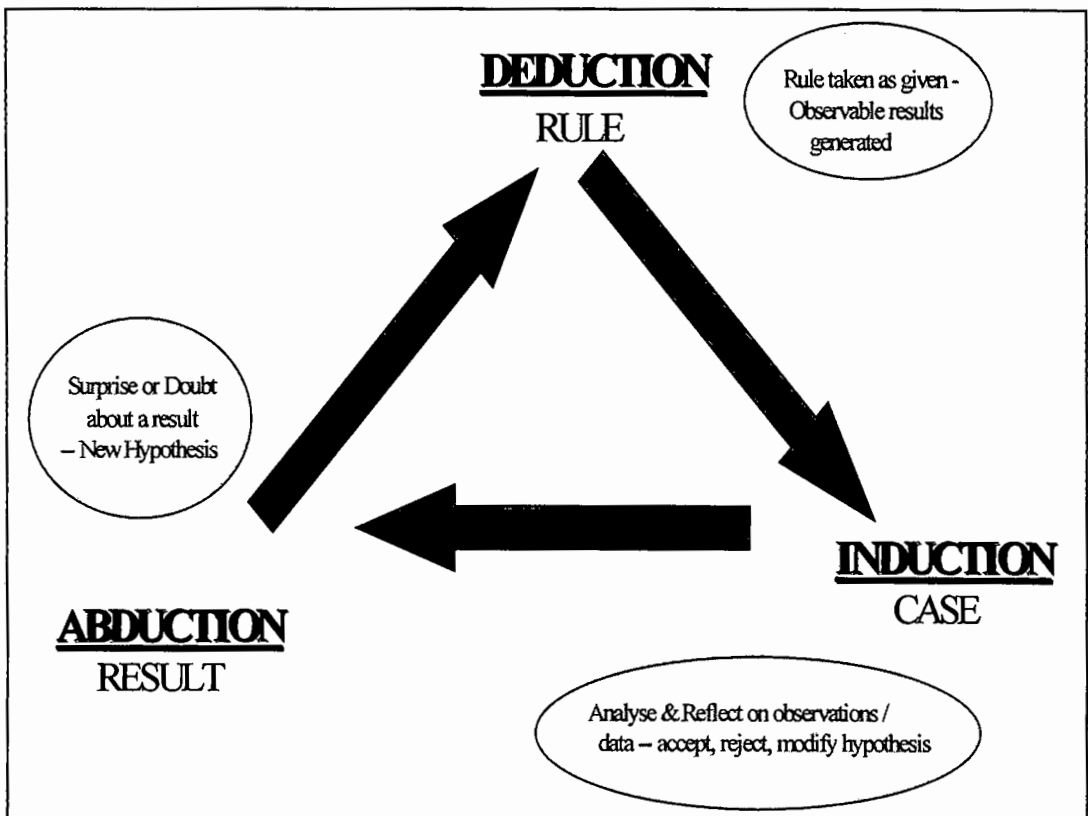 DEDUCTION
RULE
Rule taken as given -
Observable results
generated
Surprise or Doubt
about a result
– New Hypothesis
INDUCTION
CASE
ABDUCTION
RESULT
Analyse & Reflect on observations /
data – accept, reject, modify hypothesis